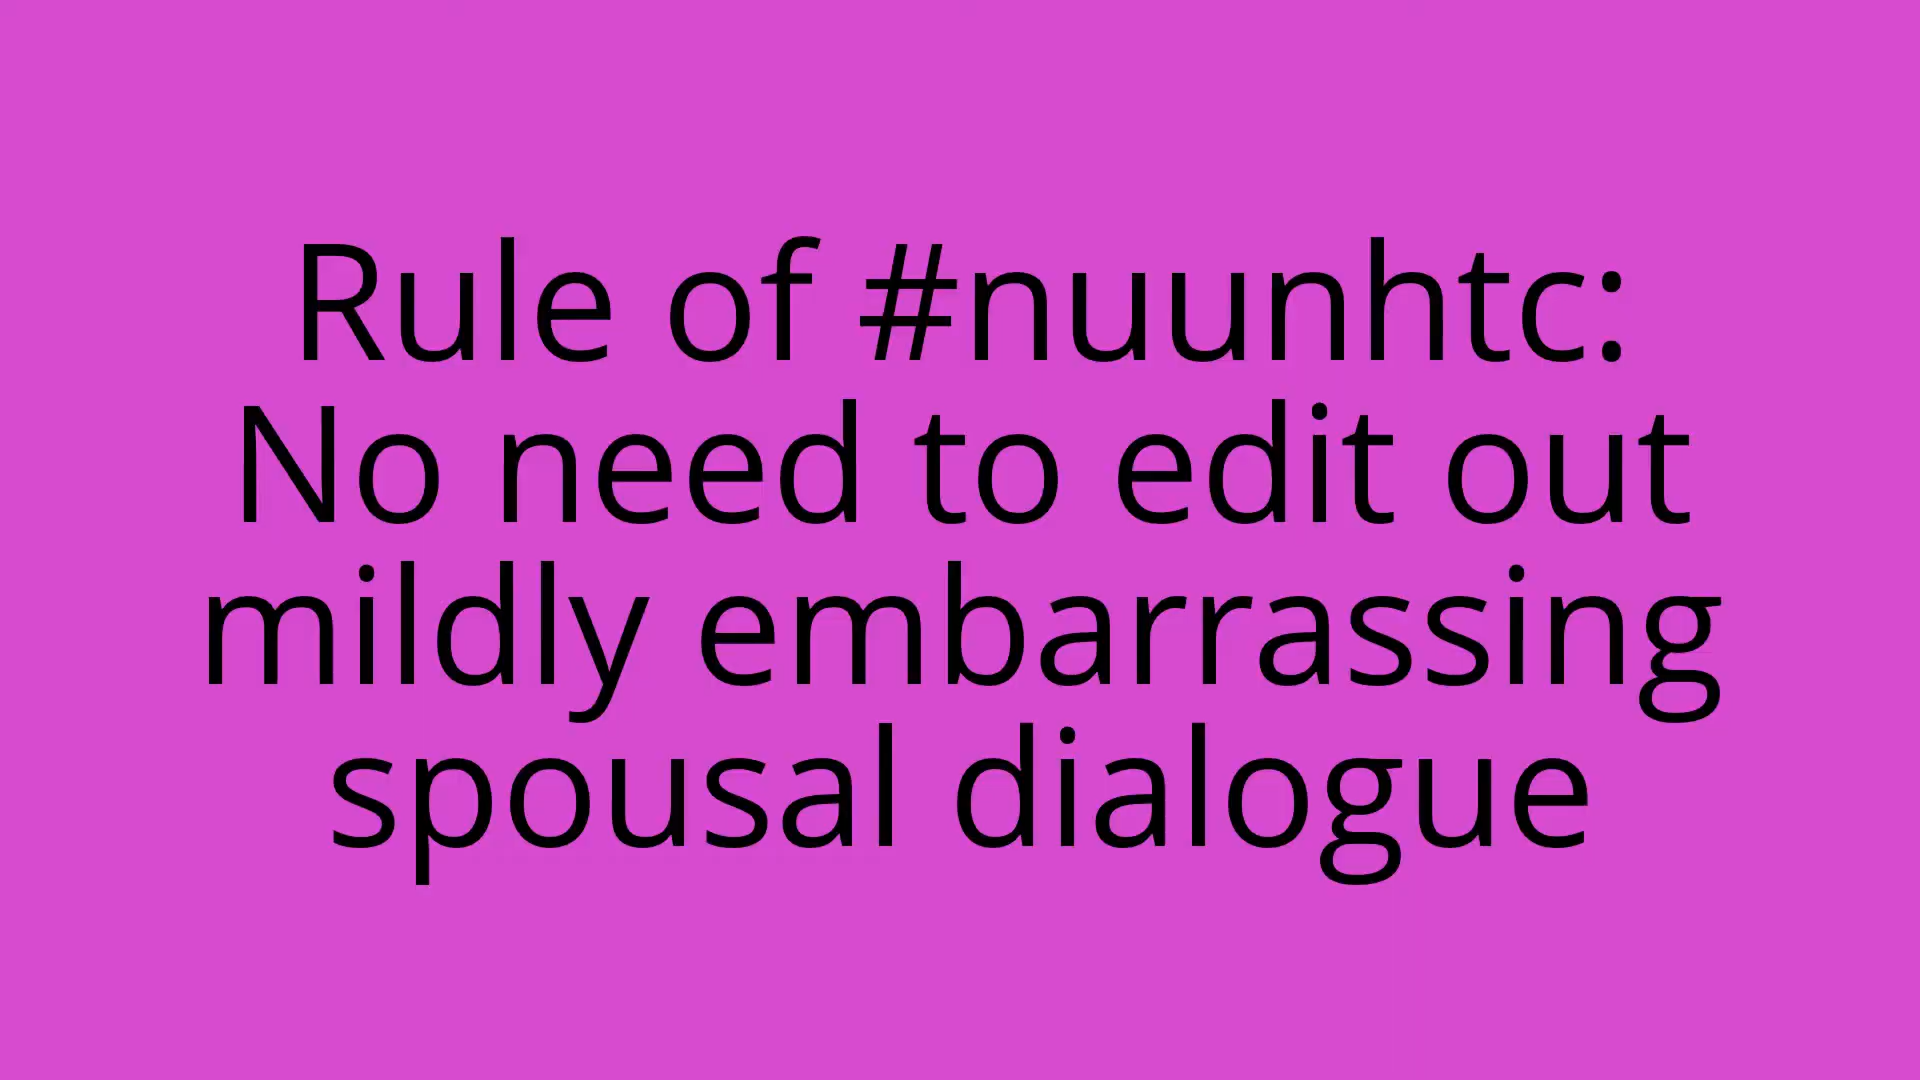 Rule of #nuunhtc:
No need to edit out
mildly embarrassing
spousal dialogue